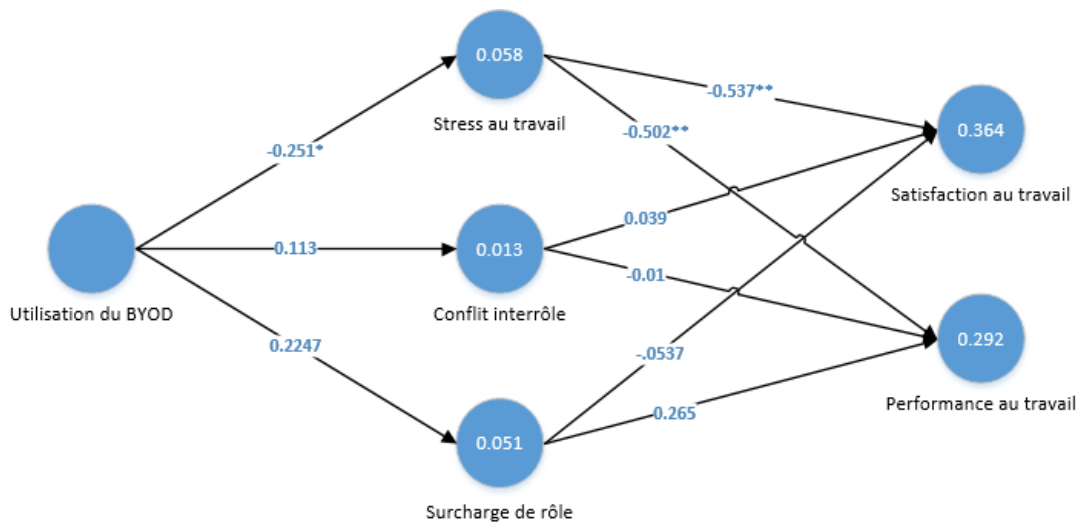 0.058
Stress au travail
-0.537**
-0.251*
-0.502**
0.364
Satisfaction au travail
0.039
0.113
0.013
-0.01
Utilisation du BYOD
Conflit interrôle
0.2247
-.0537
0.292
Performance au travail
0.265
0.051
Surcharge de rôle